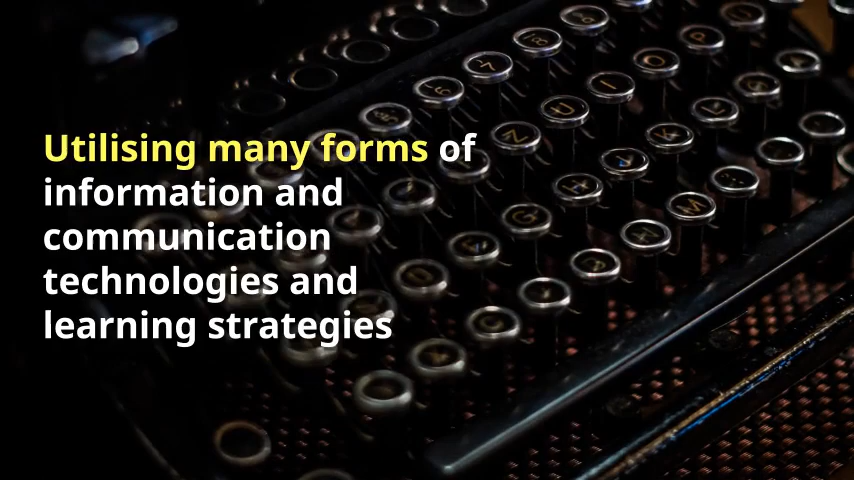 Utilising many forms of
information and
communication
technologies and
learning strategies